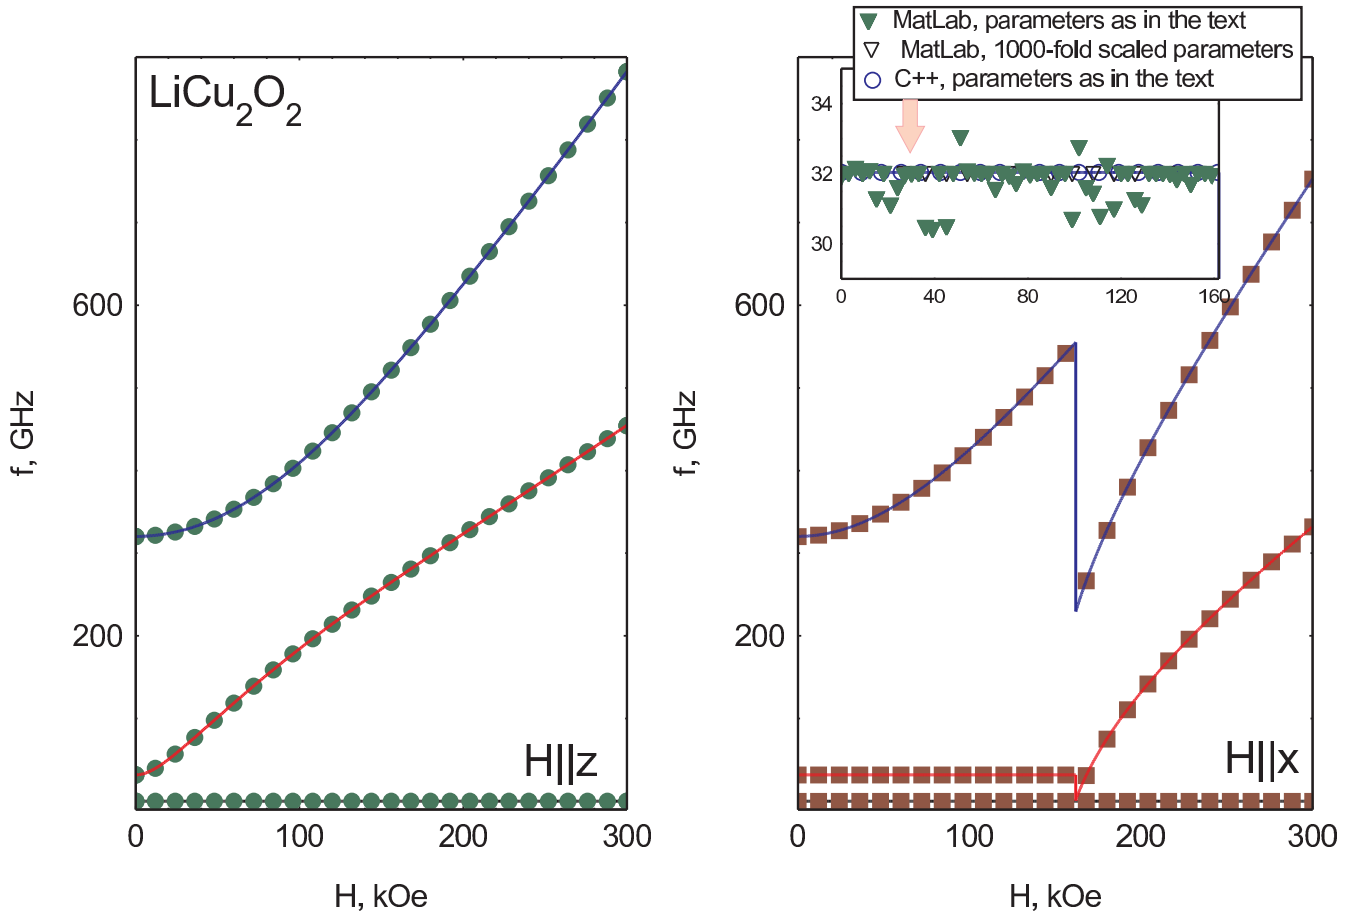 LiCu2O2
600
200
f, GHz
H||z
0 100 200 300
H, kOe
MatLab, parameters as in the text
MatLab, 1000-fold scaled parameters
C++, parameters as in the text
34
32
30
0 40 80 120 160
600
200
f, GHz
H||x
0 100 200 300
H, kOe